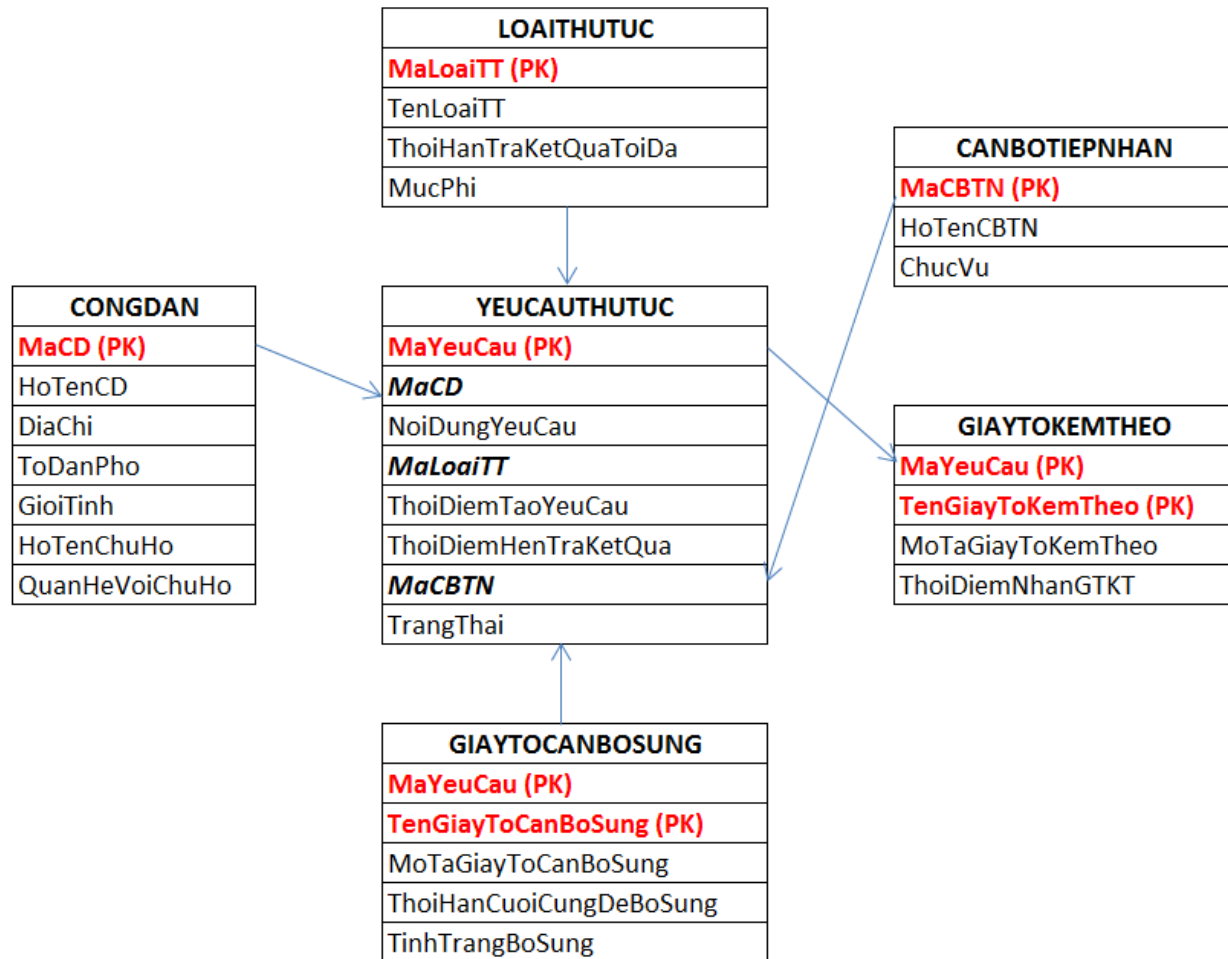 LOAITHUTUC
MaLoaiTT (PK)
TenLoaiTT
ThoiHanTraKetQuaToiDa
MucPhi
CANBOTIEPNHAN
MaCBTN (PK)
HoTenCBTN
ChucVu
CONGDAN
MaCD (PK)
HoTenCD
DiaChi
ToDanPho
GioiTinh
HoTenChuHo
QuanHeVoiChuHo
YEUCAUTHUTUC
MaYeuCau (PK)
MaCD
NoiDungYeuCau
MaLoaiTT
ThoiDiemTaoYeuCau
ThoiDiemHenTraKetQua
MaCBTN
TrangThai
GIAYTOKEMTHEO
MaYeuCau (PK)
TenGiayToKemTheo (PK)
MoTaGiayToKemTheo
ThoiDiemNhanGTKT
GIAYTOCANBOSUNG
MaYeuCau (PK)
TenGiayToCanBoSung (PK)
MoTaGiayToCanBoSung
ThoiHanCuoiCungDeBoSung
TinhTrangBoSung